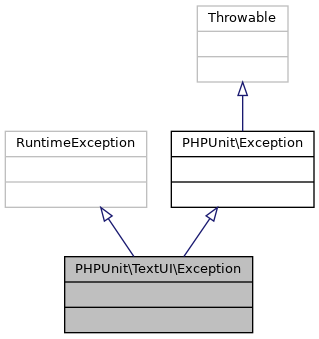 Throwable
RuntimeException
PHPUnit\Exception
PHPUnit\TextUI\Exception